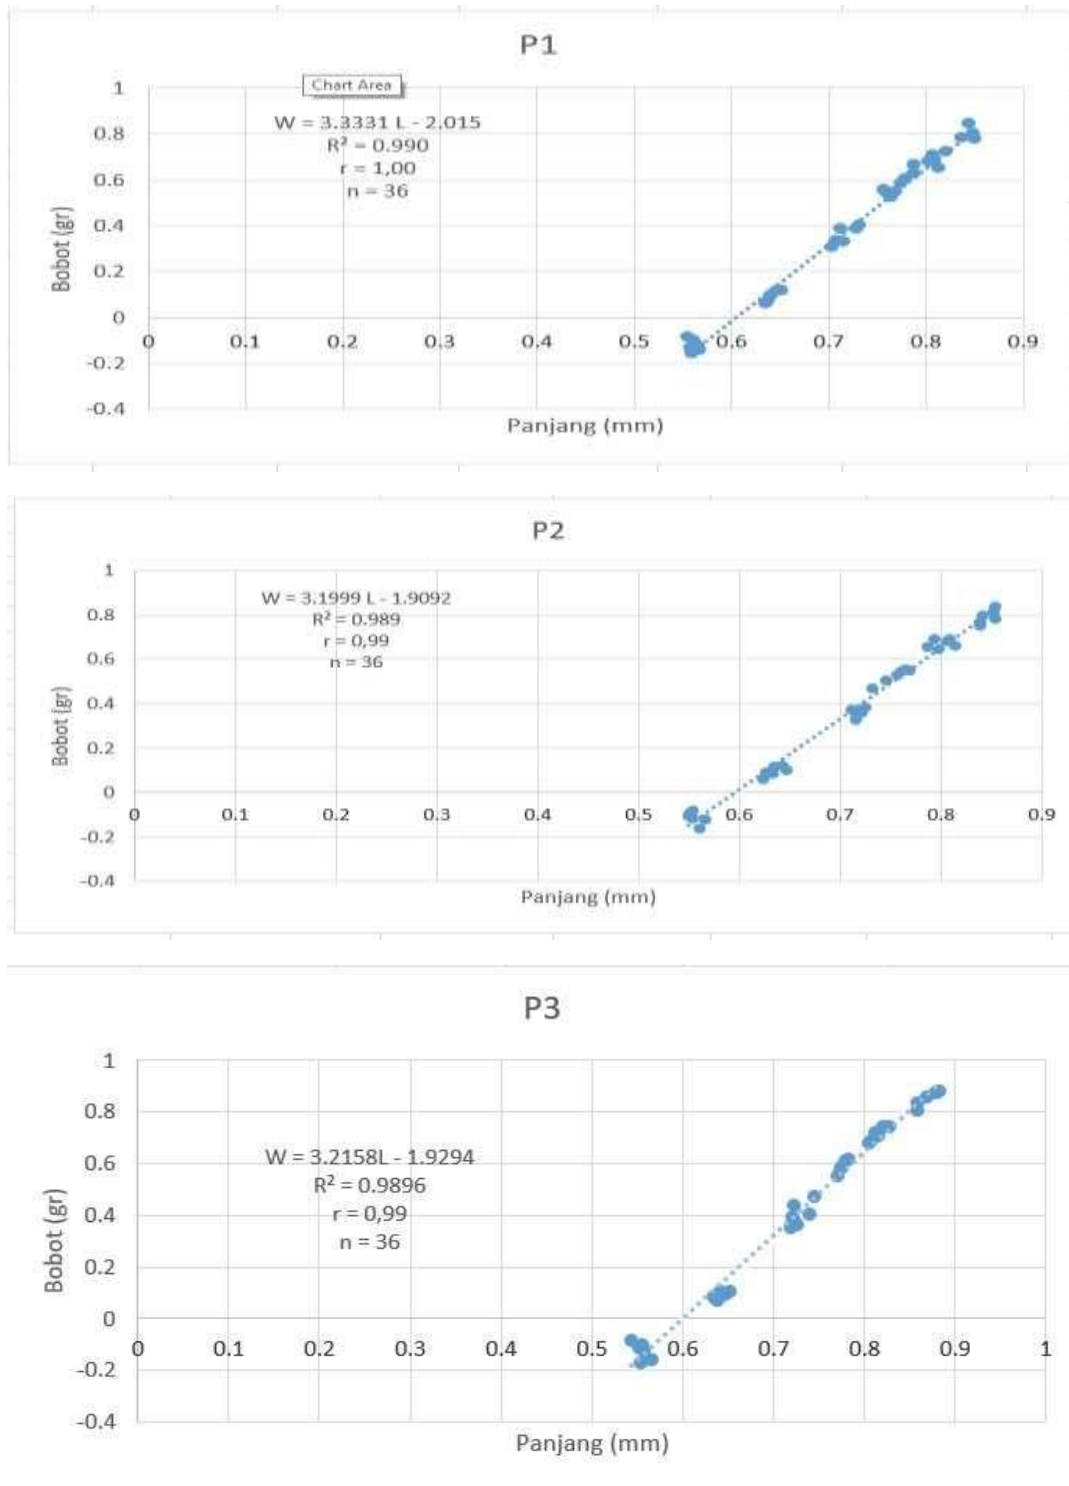 P1
Chart Area
W = 3.3331 L - 2.015
R² = 0.990
r = 1,00
n = 36
1
0.8
0.6
0.4
0.2
0
-0.2
-0.4
Bobot (gr)
0 0.1 0.2 0.3 0.4 0.5 0.6 0.7 0.8 0.9
Panjang (mm)
P2
W = 3.1999 L - 1.9092
R² = 0.989
r = 0,99
n = 36
1
0.8
0.6
0.4
0.2
0
-0.2
-0.4
Bobot (gr)
0 0.1 0.2 0.3 0.4 0.5 0.6 0.7 0.8 0.9
Panjang (mm)
P3
W = 3.2158L - 1.9294
R² = 0.9896
r = 0,99
n = 36
1
0.8
0.6
0.4
0.2
0
-0.2
-0.4
Bobot (gr)
0 0.1 0.2 0.3 0.4 0.5 0.6 0.7 0.8 0.9 1
Panjang (mm)